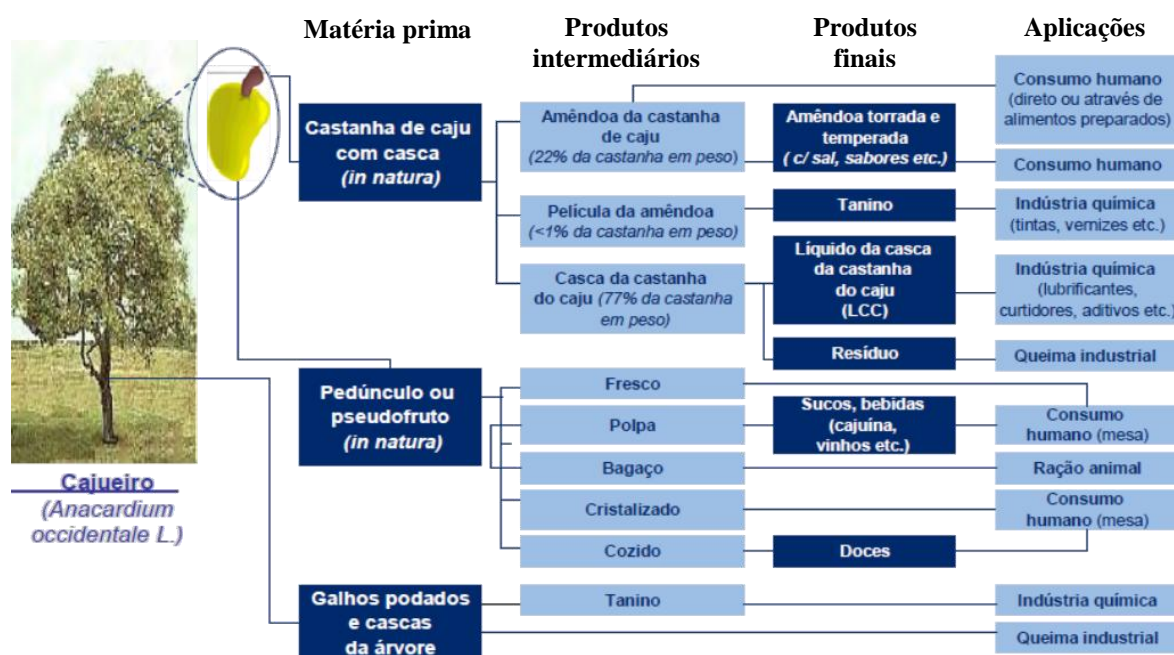 Matéria prima
Produtos
intermediários
Produtos
finais
Aplicações
Castanha de caju
com casca
(in natura)
Amêndoa da castanha
de caju
(22% da castanha em peso)
Amêndoa torrada e
temperada
( c/ sal, sabores etc.)
Consumo humano
(direto ou através de
alimentos preparados)
Consumo humano
Película da amêndoa
(<1% da castanha em peso)
Tanino
Indústria química
(tintas, vernizes etc.)
Casca da castanha
do caju (77% da castanha
em peso)
Líquido da casca
da castanha
do caju
(LCC)
Indústria química
(lubrificantes,
curtidores, aditivos etc.)
Resíduo
Queima industrial
Pedúnculo ou
pseudofruto
(in natura)
Fresco
Polpa
Sucos, bebidas
(cajuína,
vinhos etc.)
Consumo
humano (mesa)
Bagaço
Ração animal
Cristalizado
Consumo
humano (mesa)
Cozido
Doces
Cajueiro
(Anacardium
occidentale L.)
Galhos podados
e cascas
da árvore
Tanino
Indústria química
Queima industrial